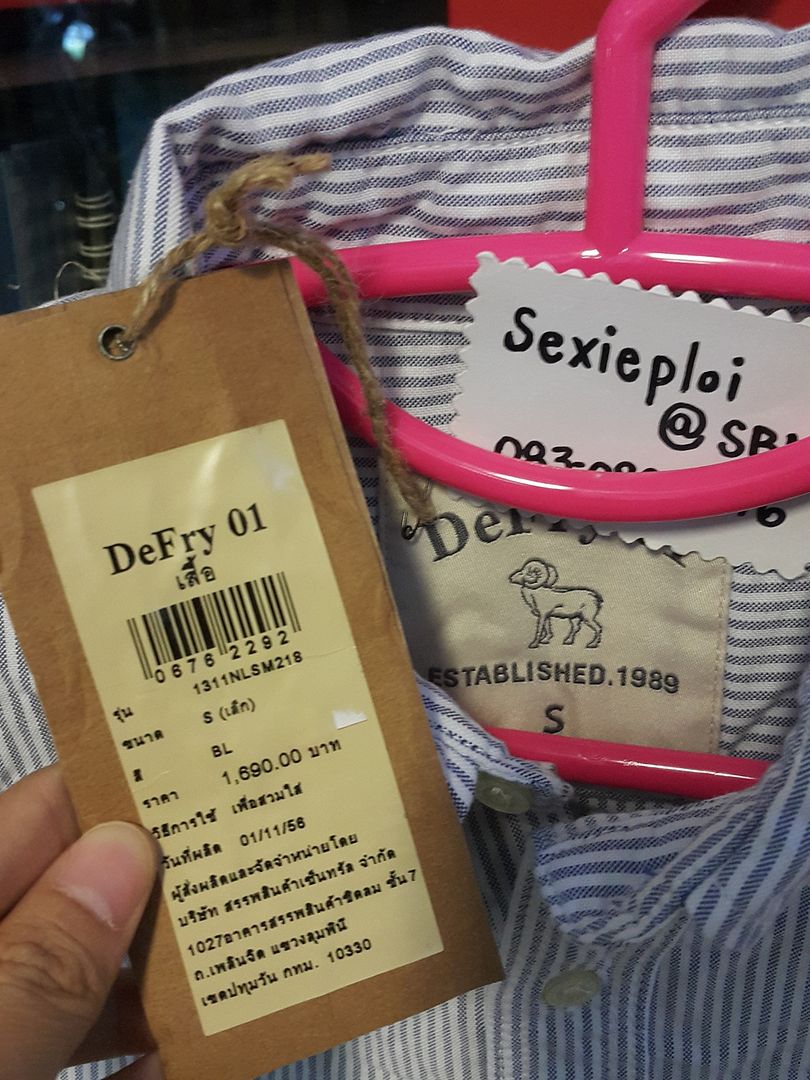 DeFry 01
เสื้อ
06762292
รุ่น 1311NLSM218
ขนาด S (เล็ก)
สี BL
ราคา 1,690.00 บาท
วิธีการใช้ เพื่อสวมใส่
วันที่ผลิต 01/11/56
ผู้สั่งผลิตและจัดจำหน่ายโดย
บริษัท สรรพสินค้าเซ็นทรัล จำกัด
1027อาคารสรรพสินค้าชิดลม ชั้น7
ถ.เพลินจิต แขวงลุมพินี
เขตปทุมวัน กทม. 10330
Sexieploi
@
DeFry
ESTABLISHED.1989
S